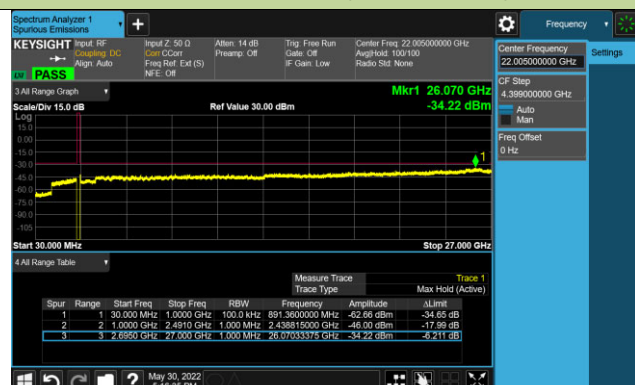 Spectrum Analyzer 1
Spurious Emissions
Frequency
KEYSIGHT
Input: RF
Coupling: DC
Align: Auto
Input Z: 50 Ω
Corr CCorr
Freq Ref: Ext (S)
NFE: Off
Atten: 14 dB
Preamp: Off
Trig: Free Run
Gate: Off
IF Gain: Low
Center Freq: 22.005000000 GHz
Avg|Hold: 100/100
Radio Std: None
PASS
3 All Range Graph
Mkr1 26.070 GHz
Scale/Div 15.0 dB
Ref Value 30.00 dBm
-34.22 dBm
Log
15.0
0.00
-15.0
-30.0
-45.0
-60.0
-75.0
-90.0
-105
1
Start 30.000 MHz
Stop 27.000 GHz
4 All Range Table
Measure Trace Trace 1
Trace Type Max Hold (Active)
Spur Range Start Freq Stop Freq RBW Frequency Amplitude ΔLimit
1 1 30.000 MHz 1.0000 GHz 100.0 kHz 891.3600000 MHz -62.66 dBm -34.65 dB
2 2 1.0000 GHz 2.4910 GHz 1.000 MHz 2.438815000 GHz -46.00 dBm -17.99 dB
3 3 2.6950 GHz 27.000 GHz 1.000 MHz 26.07033375 GHz -34.22 dBm -6.211 dB
Center Frequency
22.005000000 GHz
Settings
CF Step
4.399000000 GHz
Auto
Man
Freq Offset
0 Hz
May 30, 2022